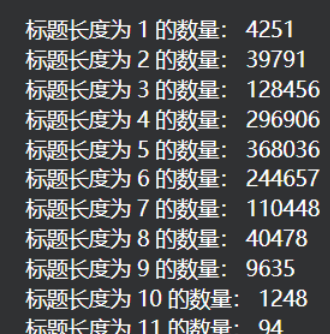 标题长度为 1 的数量： 4251
标题长度为 2 的数量： 39791
标题长度为 3 的数量： 128456
标题长度为 4 的数量： 296906
标题长度为 5 的数量： 368036
标题长度为 6 的数量： 244657
标题长度为 7 的数量： 110448
标题长度为 8 的数量： 40478
标题长度为 9 的数量： 9635
标题长度为 10 的数量： 1248
标题长度为 11 的数量： 94